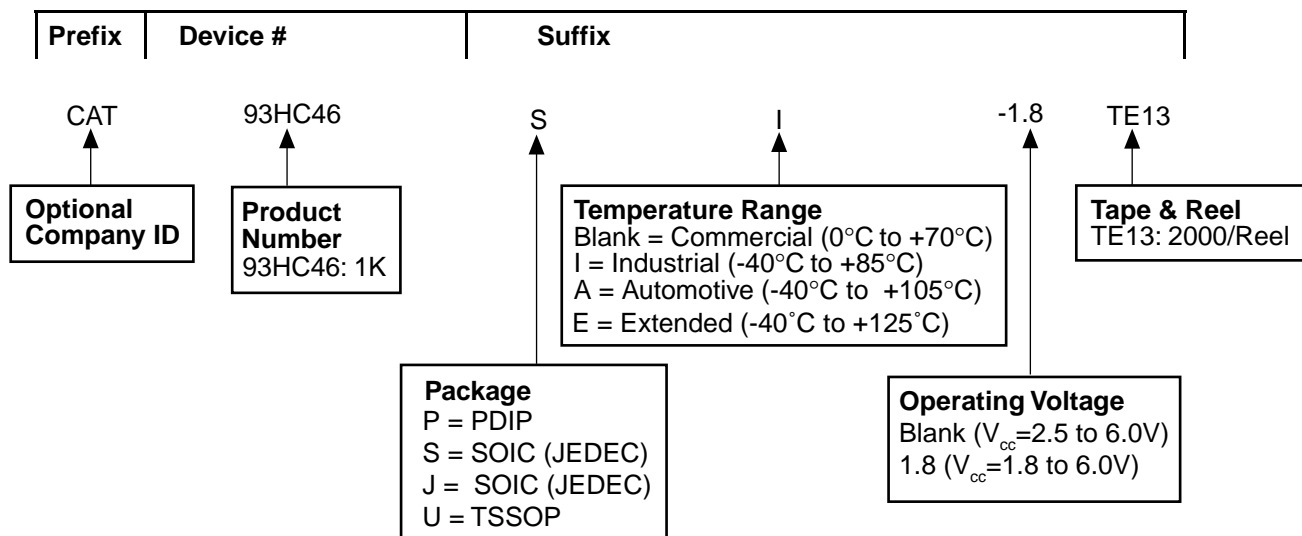 Prefix Device # Suffix
CAT 93HC46 S I -1.8 TE13
Optional
Company ID
Product
Number
93HC46: 1K
Temperature Range
Blank = Commercial (0°C to +70°C)
I = Industrial (-40°C to +85°C)
A = Automotive (-40°C to +105°C)
E = Extended (-40˚C to +125˚C)
Tape & Reel
TE13: 2000/Reel
Package
P = PDIP
S = SOIC (JEDEC)
J = SOIC (JEDEC)
U = TSSOP
Operating Voltage
Blank (Vcc=2.5 to 6.0V)
1.8 (Vcc=1.8 to 6.0V)